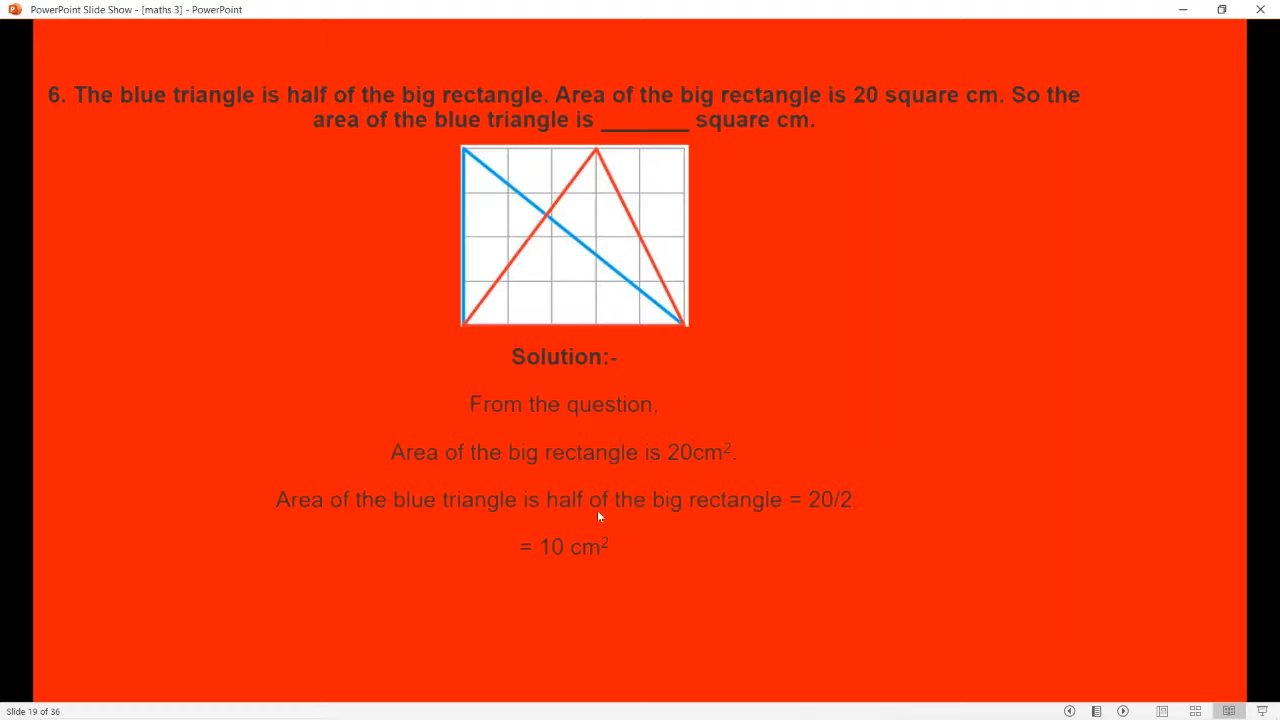 PowerPoint Slide Show - [maths 3] - PowerPoint
6. The blue triangle is half of the big rectangle. Area of the big rectangle is 20 square cm. So the
area of the blue triangle is _______ square cm.
Solution:-
From the question,
Area of the big rectangle is 20cm².
Area of the blue triangle is half of the big rectangle = 20/2
= 10 cm²
Slide 19 of 36